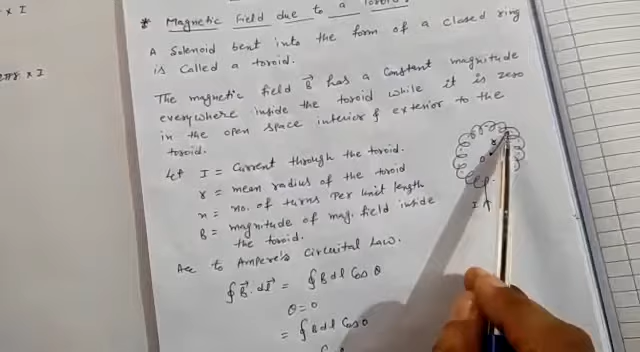 x I
2πr x I
* Magnetic Field due to a Toroid
A Solenoid bent into the form of a closed ring
is called a toroid.
The magnetic field B⃗ has a Constant magnitude
everywhere inside the toroid while it is zero
in the open space interior & exterior to the
toroid.
Let I = Current through the toroid.
r = mean radius of the toroid
n = no. of turns per unit length
B = magnitude of mag. field inside
the toroid.
Acc to Ampere's Circuital Law.
∮B⃗.dl⃗ = ∮B dl Cos θ
θ = 0
= ∮B dl Cos 0
r
O
I